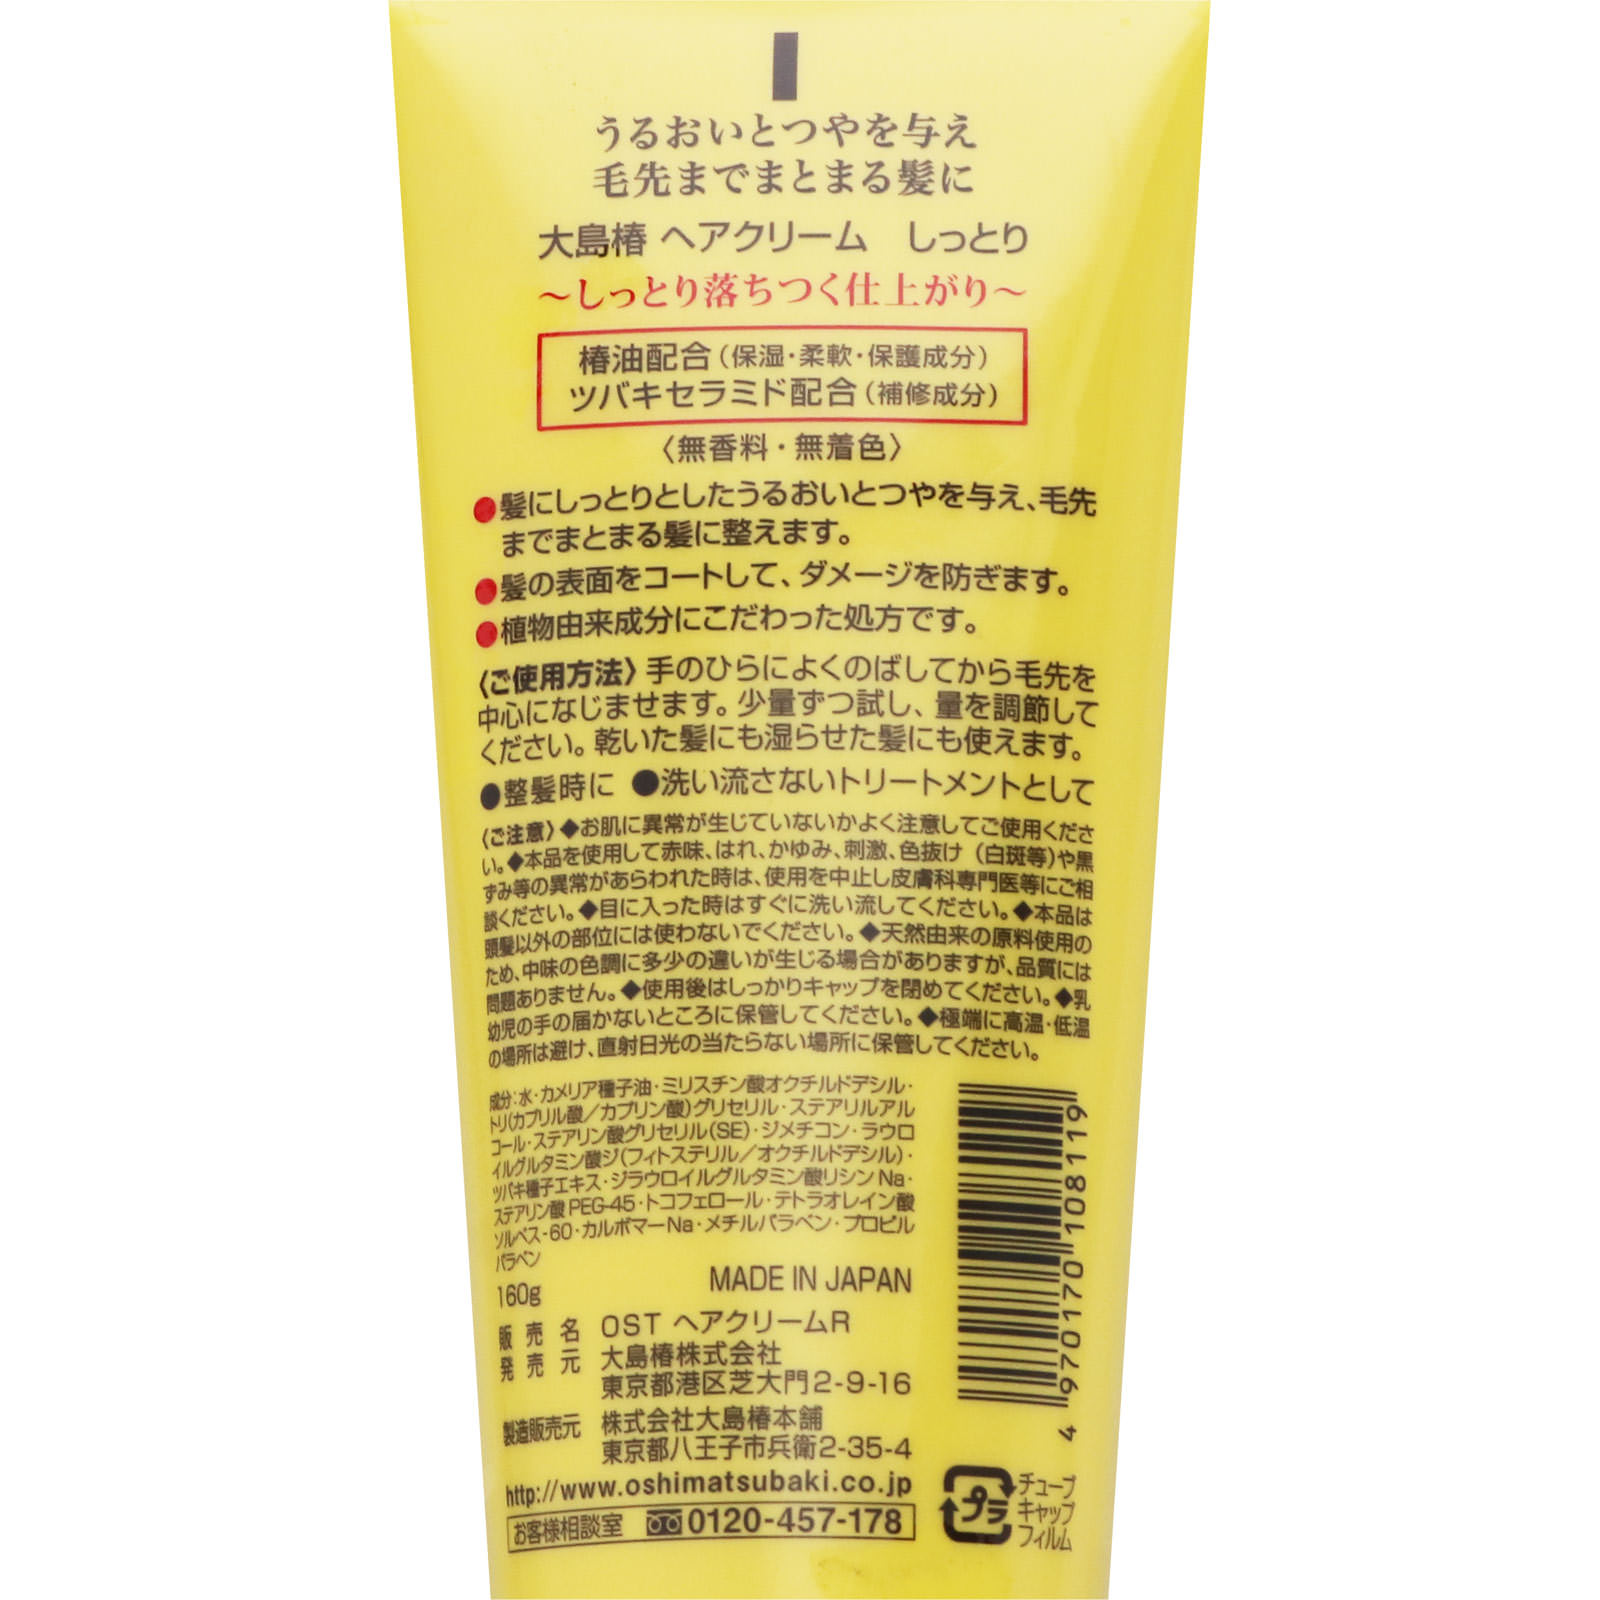 うるおいとつやを与え
毛先までまとまる髪に
大島椿 ヘアクリーム しっとり
〜しっとり落ちつく仕上がり〜
椿油配合(保湿・柔軟・保護成分)
ツバキセラミド配合(補修成分)
〈無香料・無着色〉
●髪にしっとりとしたうるおいとつやを与え、毛先
までまとまる髪に整えます。
●髪の表面をコートして、ダメージを防ぎます。
●植物由来成分にこだわった処方です。
〈ご使用方法〉手のひらによくのばしてから毛先を
中心になじませます。少量ずつ試し、量を調節して
ください。乾いた髪にも湿らせた髪にも使えます。
●整髪時に ●洗い流さないトリートメントとして
〈ご注意〉◆お肌に異常が生じていないかよく注意してご使用くださ
い。◆本品を使用して赤味、はれ、かゆみ、刺激、色抜け(白斑等)や黒
ずみ等の異常があらわれた時は、使用を中止し皮膚科専門医等にご相
談ください。◆目に入った時はすぐに洗い流してください。◆本品は
頭髪以外の部位には使わないでください。◆天然由来の原料使用の
ため、中味の色調に多少の違いが生じる場合がありますが、品質には
問題ありません。◆使用後はしっかりキャップを閉めてください。◆乳
幼児の手の届かないところに保管してください。◆極端に高温・低温
の場所は避け、直射日光の当たらない場所に保管してください。
成分:水・カメリア種子油・ミリスチン酸オクチルドデシル・
トリ(カプリル酸/カプリン酸)グリセリル・ステアリルアル
コール・ステアリン酸グリセリル(SE)・ジメチコン・ラウロ
イルグルタミン酸ジ(フィトステリル/オクチルドデシル)・
ツバキ種子エキス・ジラウロイルグルタミン酸リシンNa・
ステアリン酸PEG-45・トコフェロール・テトラオレイン酸
ソルベス-60・カルボマーNa・メチルパラベン・プロピル
パラベン
160g MADE IN JAPAN
販売名 OST ヘアクリームR
発売元 大島椿株式会社
東京都港区芝大門2-9-16
製造販売元 株式会社大島椿本舗
東京都八王子市兵衛2-35-4
http://www.oshimatsubaki.co.jp
お客様相談室 0120-457-178
4970170108119
プラ
チューブ
キャップ
フィルム